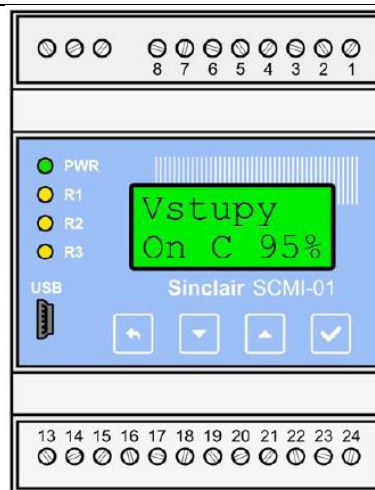 8 7 6 5 4 3 2 1
PWR
R1
R2
R3
Vstupy
On C 95%
USB
Sinclair SCMI-01
13 14 15 16 17 18 19 20 21 22 23 24